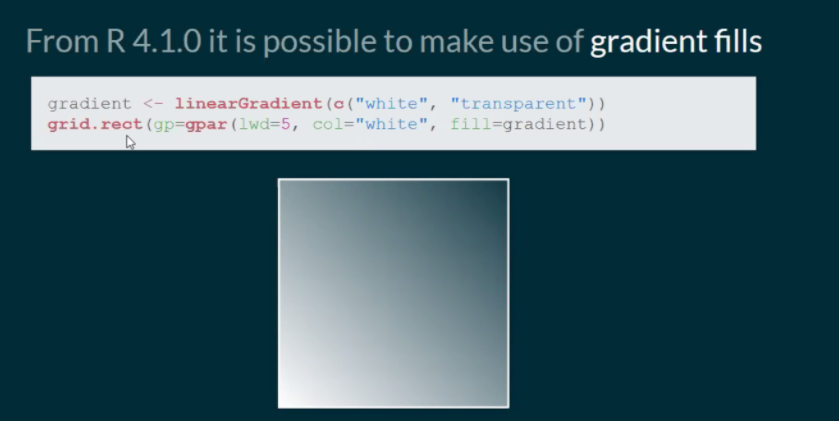 From R 4.1.0 it is possible to make use of gradient fills
gradient <- linearGradient(c("white", "transparent"))
grid.rect(gp=gpar(lwd=5, col="white", fill=gradient))